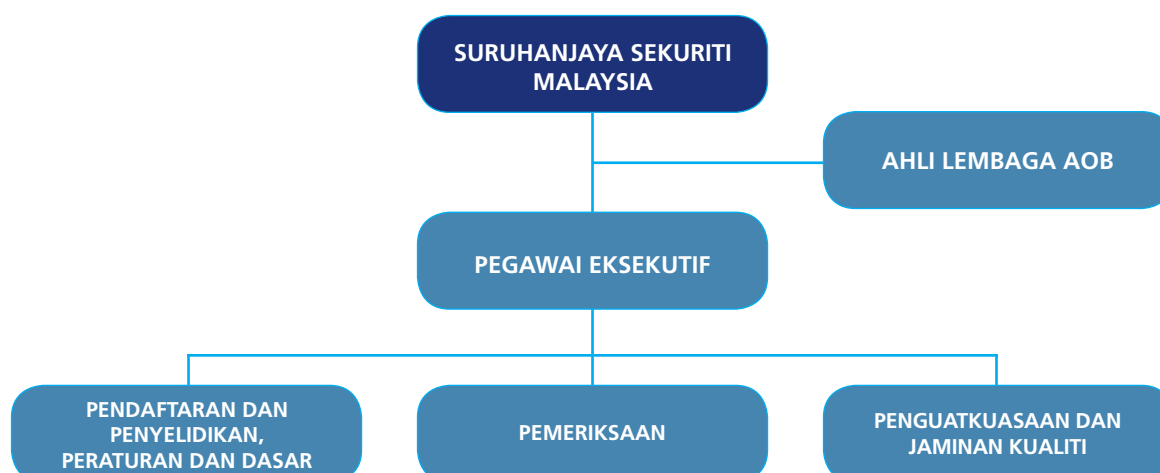 SURUHANJAYA SEKURITI
MALAYSIA
AHLI LEMBAGA AOB
PEGAWAI EKSEKUTIF
PENDAFTARAN DAN
PENYELIDIKAN,
PERATURAN DAN DASAR
PEMERIKSAAN
PENGUATKUASAAN DAN
JAMINAN KUALITI